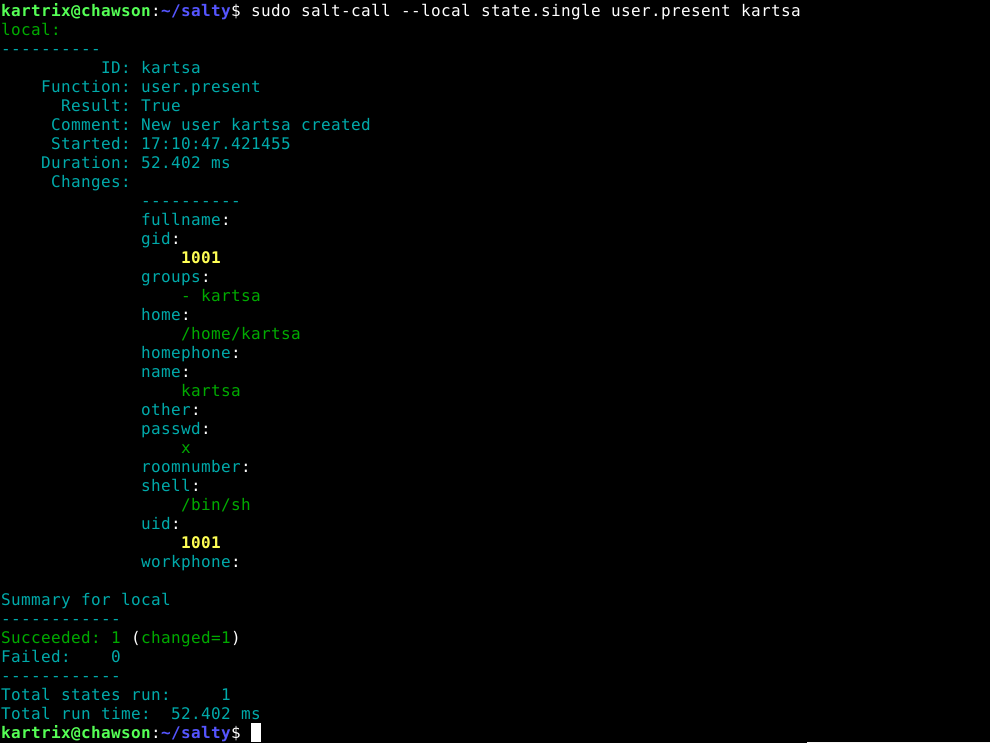 kartrix@chawson:~/salty$ sudo salt-call --local state.single user.present kartsa
local:
----------
          ID: kartsa
    Function: user.present
      Result: True
     Comment: New user kartsa created
     Started: 17:10:47.421455
    Duration: 52.402 ms
     Changes:
              ----------
              fullname:
              gid:
                  1001
              groups:
                  - kartsa
              home:
                  /home/kartsa
              homephone:
              name:
                  kartsa
              other:
              passwd:
                  x
              roomnumber:
              shell:
                  /bin/sh
              uid:
                  1001
              workphone:

Summary for local
------------
Succeeded: 1 (changed=1)
Failed:    0
------------
Total states run:     1
Total run time:  52.402 ms
kartrix@chawson:~/salty$